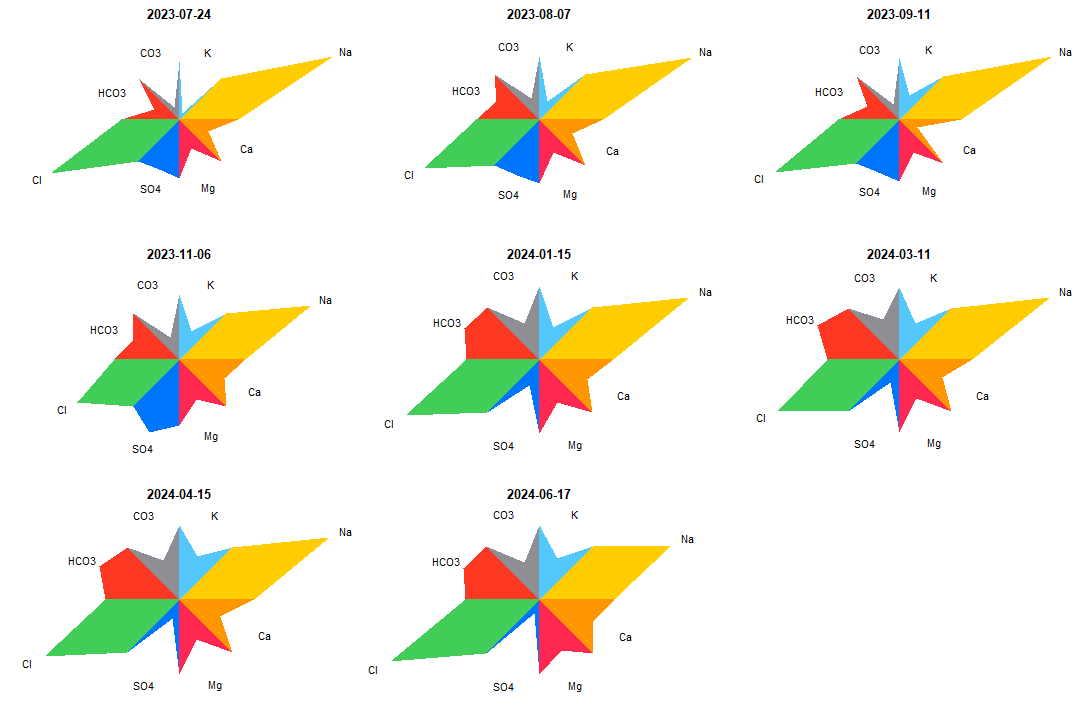 2023-07-24
CO3 K
Na
HCO3
Ca
Cl
SO4 Mg
2023-08-07
CO3 K
Na
HCO3
Ca
Cl
SO4 Mg
2023-09-11
CO3 K
Na
HCO3
Ca
Cl
SO4 Mg
2023-11-06
CO3 K
Na
HCO3
Ca
Cl
Mg
SO4
2024-01-15
CO3 K
Na
HCO3
Ca
Cl
SO4 Mg
2024-03-11
CO3 K
Na
HCO3
Ca
Cl
SO4 Mg
2024-04-15
CO3 K
Na
HCO3
Ca
Cl
SO4 Mg
2024-06-17
CO3 K
Na
HCO3
Ca
Cl
SO4 Mg